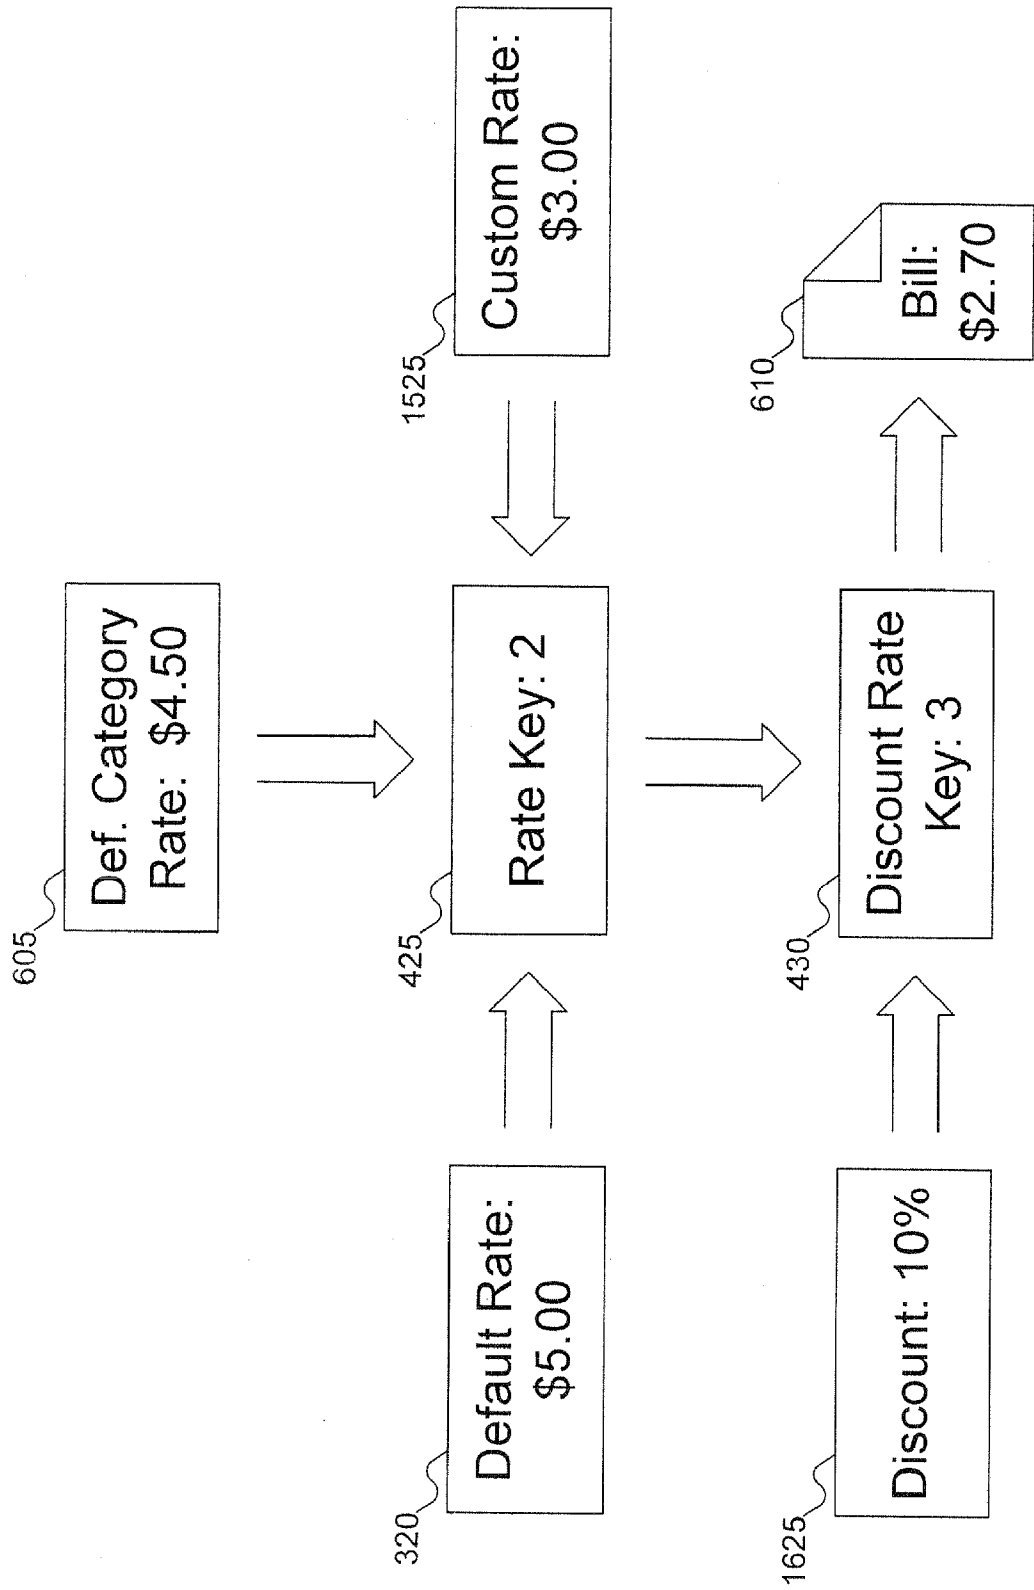 605
Def. Category
Rate: $4.50
320
Default Rate:
$5.00
425
Rate Key: 2
1525
Custom Rate:
$3.00
1625
Discount: 10%
430
Discount Rate
Key: 3
610
Bill:
$2.70